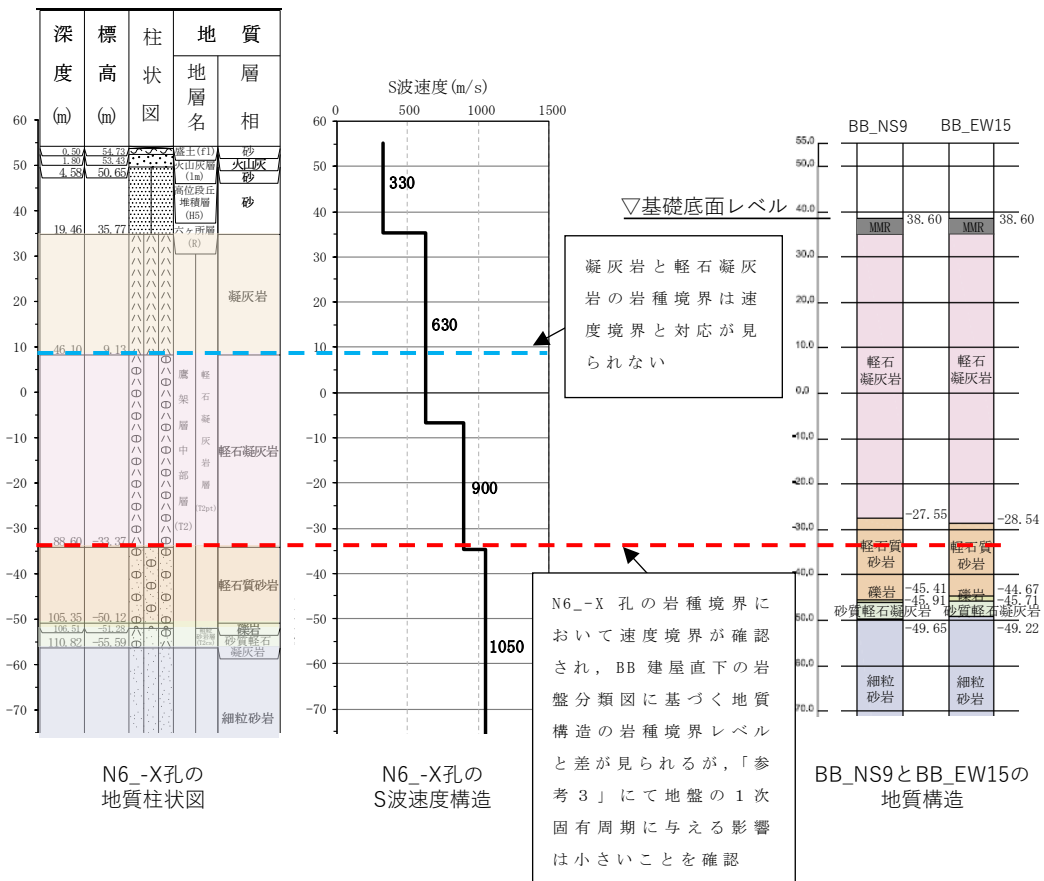 深度(m)
標高(m)
柱状図
地質
地層名
層相
60
50
40
30
20
10
0
-10
-20
-30
-40
-50
-60
-70
0.50 54.73 盛土(fl) 砂
1.80 53.43 火山灰層(lm) 火山灰
4.58 50.65 砂
高位段丘
堆積層
(H5)
砂
19.46 35.77 六ヶ所層
(R)
凝灰岩
46.10 9.13
鷹架層中部層(T2)
軽石凝灰岩層(T2pt)
軽石凝灰岩
88.60 -33.37
軽石質砂岩
105.35 -50.12
106.51 -51.28 礫岩
110.82 -55.59 砂質軽石
凝灰岩
細粒砂岩
N6_-X孔の
地質柱状図
S波速度(m/s)
0 500 1000 1500
60
50
40
30
20
10
0
-10
-20
-30
-40
-50
-60
-70
330
630
900
1050
N6_-X孔の
S波速度構造
凝灰岩と軽石凝灰
岩の岩種境界は速
度境界と対応が見
られない
N6_-X 孔の岩種境界に
おいて速度境界が確認
され，BB 建屋直下の岩
盤分類図に基づく地質
構造の岩種境界レベル
と差が見られるが，「参
考３」にて地盤の１次
固有周期に与える影響
は小さいことを確認
▽基礎底面レベル
BB_NS9 BB_EW15
55.0
50.0
40.0
30.0
20.0
10.0
0.0
-10.0
-20.0
-30.0
-40.0
-50.0
-60.0
-70.0
MMR 38.60 MMR 38.60
軽石
凝灰岩
軽石
凝灰岩
-27.55 -28.54
軽石質
砂岩
軽石質
砂岩
礫岩 -45.41 礫岩 -44.67
-45.91 -45.71
砂質軽石凝灰岩 砂質軽石凝灰岩
-49.65 -49.22
細粒
砂岩
細粒
砂岩
BB_NS9とBB_EW15の
地質構造